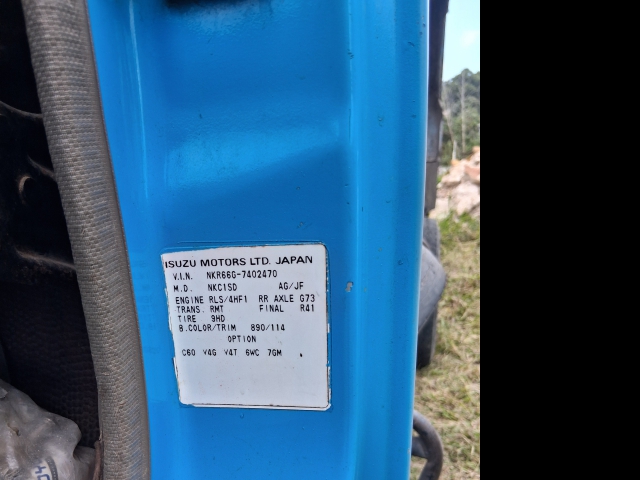 ISUZU MOTORS LTD. JAPAN
V.I.N. NKR66G-7402470
M.D. NKC1SD AG/JF
ENGINE RLS/4HF1 RR AXLE G73
TRANS. RMT FINAL R41
TIRE 9HD
B.COLOR/TRIM 890/114
OPTION
C60 V4G V4T 6WC 7GM